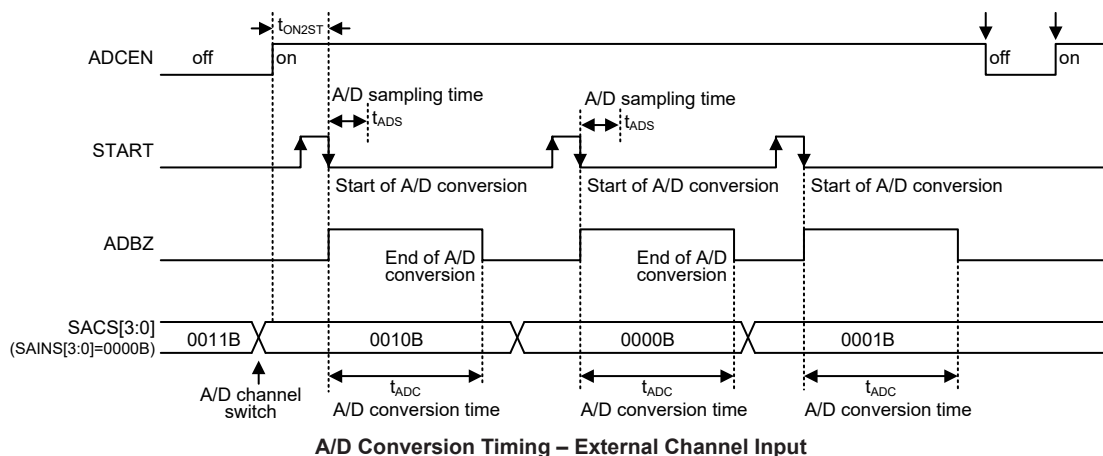 tON2ST
ADCEN
off
on
off
on
A/D sampling time
A/D sampling time
tADS
tADS
START
Start of A/D conversion
Start of A/D conversion
Start of A/D conversion
ADBZ
End of A/D
conversion
End of A/D
conversion
SACS[3:0]
(SAINS[3:0]=0000B)
0011B
0010B
0000B
0001B
A/D channel
switch
tADC
A/D conversion time
tADC
A/D conversion time
tADC
A/D conversion time
A/D Conversion Timing – External Channel Input